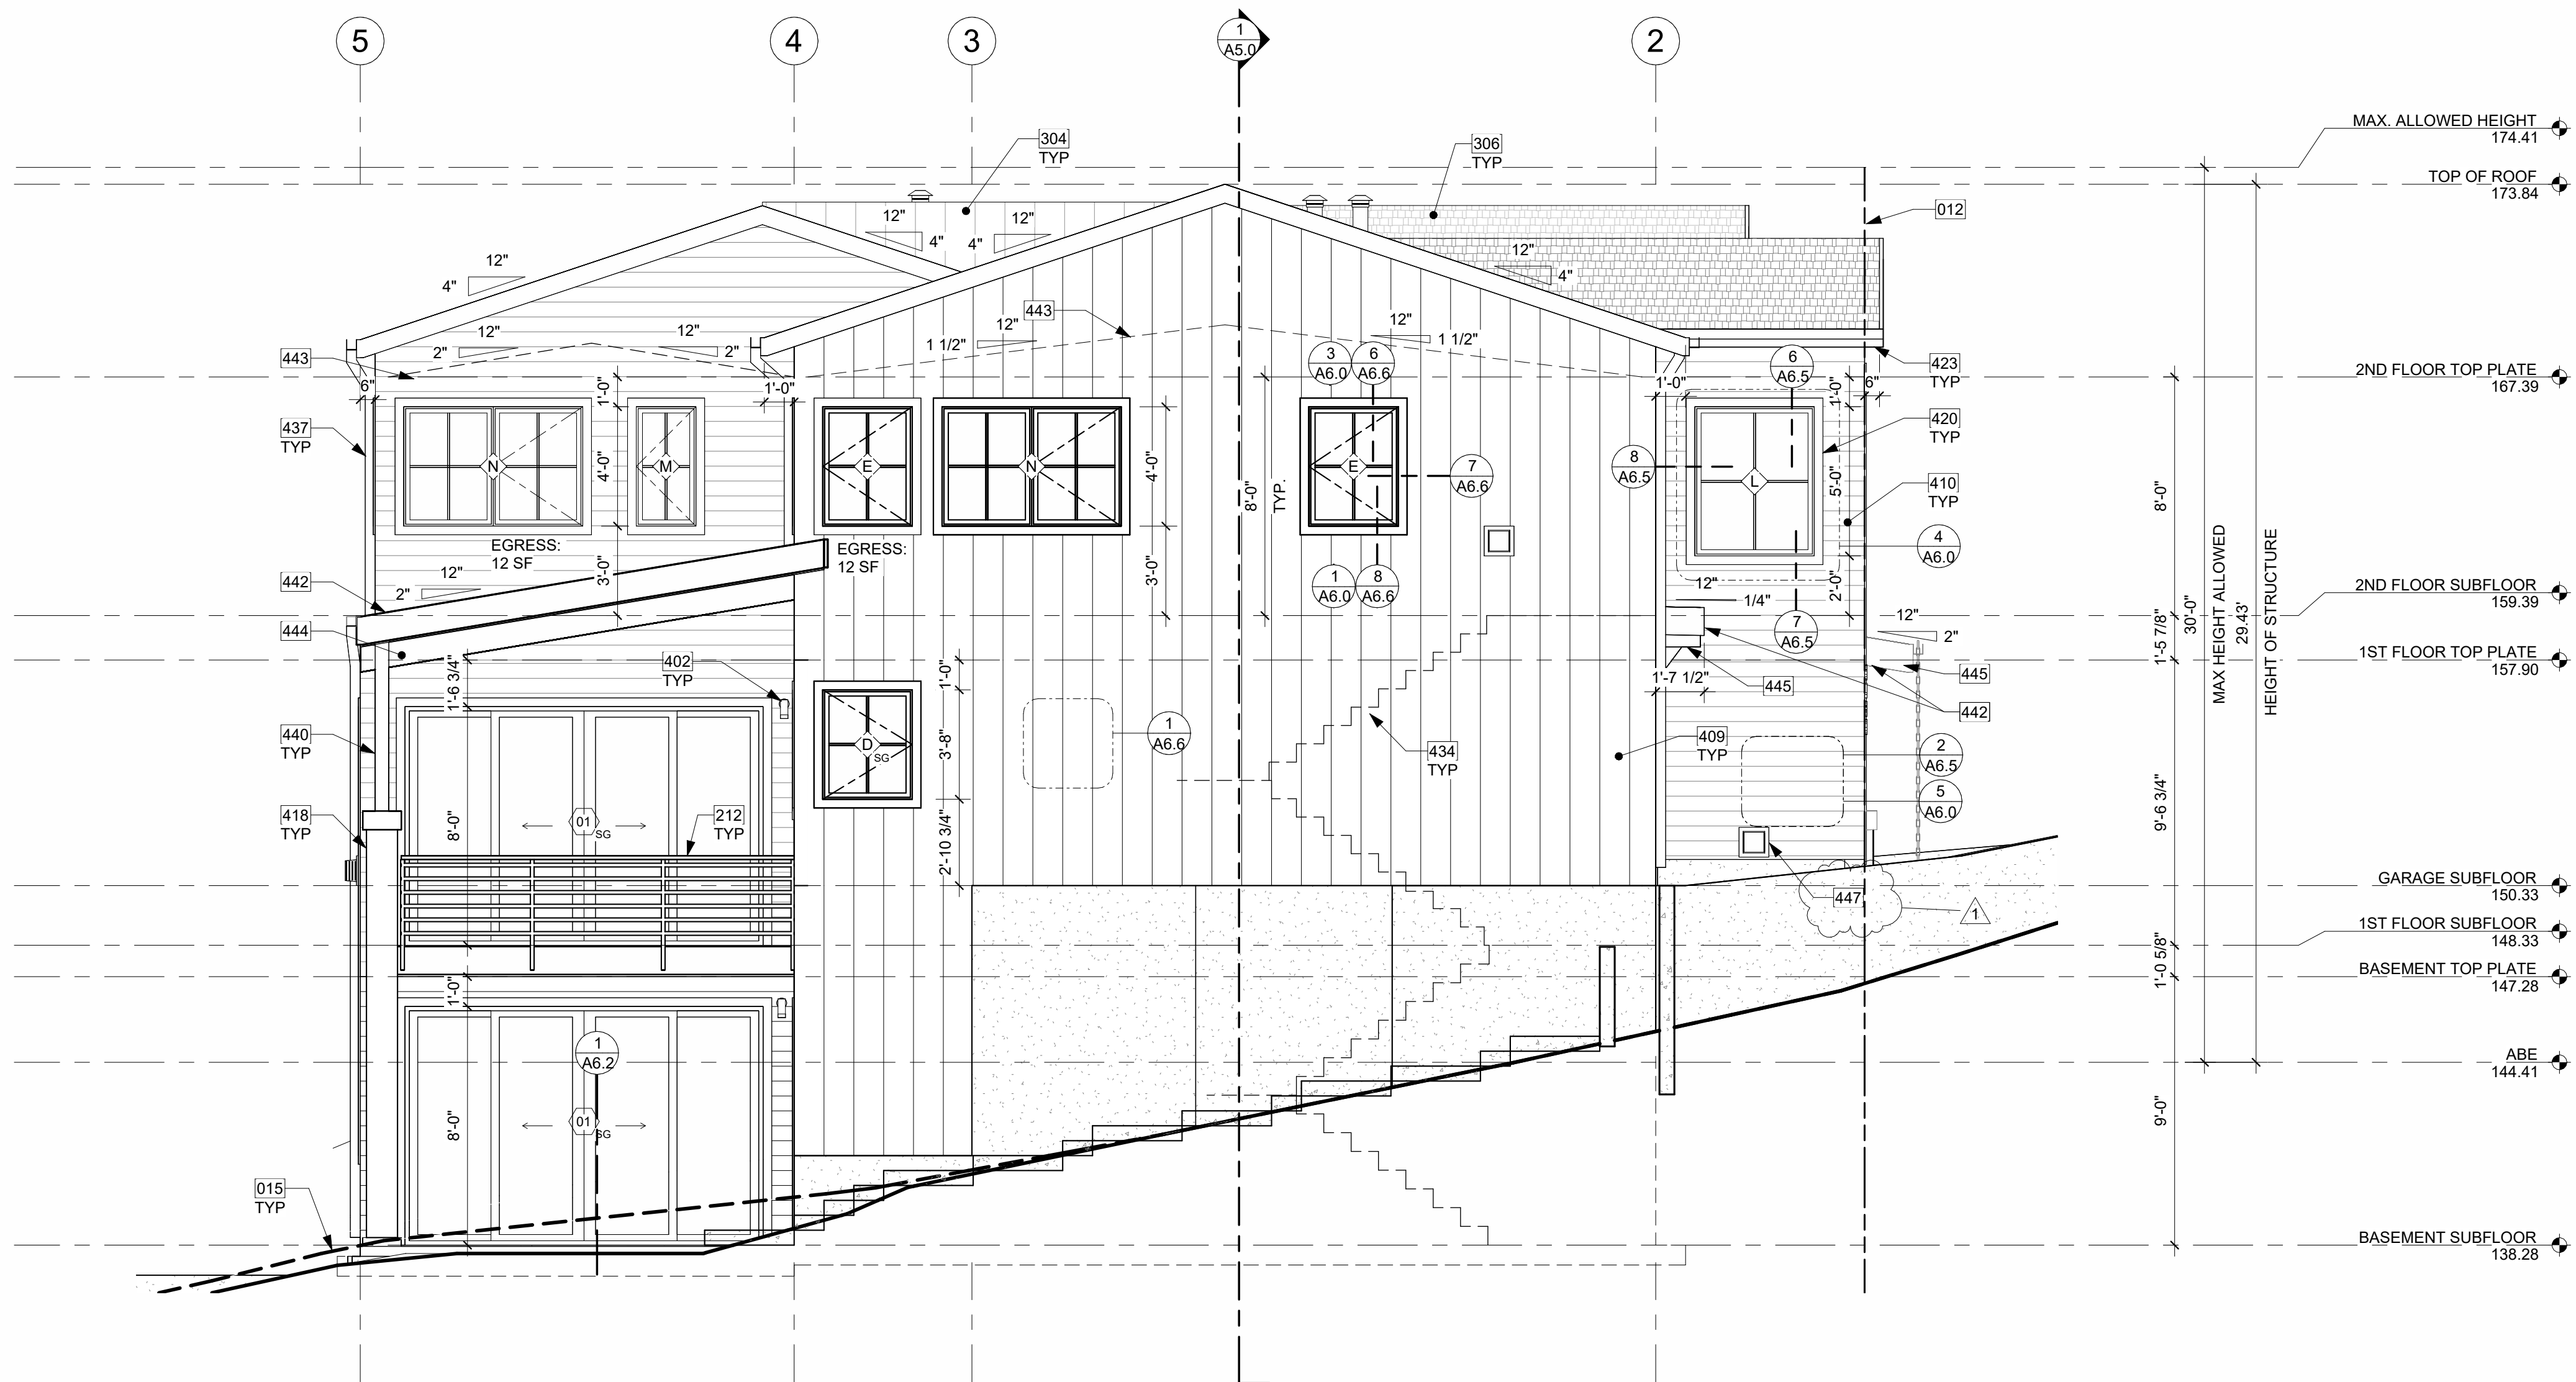 5
4
3
1
A5.0
2
304
TYP
306
TYP
012
MAX. ALLOWED HEIGHT
174.41
TOP OF ROOF
173.84
12"
4"
12"
4"
12"
4"
12"
4"
443
12"
1 1/2"
12"
1 1/2"
12"
2"
12"
2"
443
3
A6.0
6
A6.6
6
A6.5
423
TYP
2ND FLOOR TOP PLATE
167.39
6"
1'-0"
1'-0"
1'-0"
1'-0"
6"
437
TYP
420
TYP
N
M
E
N
E
L
4'-0"
4'-0"
8'-0"
TYP.
7
A6.6
8
A6.5
5'-0"
410
TYP
8'-0"
4
A6.0
EGRESS:
12 SF
EGRESS:
12 SF
3'-0"
3'-0"
1
A6.0
8
A6.6
12"
1/4"
2'-0"
442
12"
2"
2ND FLOOR SUBFLOOR
159.39
7
A6.5
12"
2"
1'-5 7/8"
30'-0"
MAX HEIGHT ALLOWED
29.43'
HEIGHT OF STRUCTURE
444
1'-6 3/4"
402
TYP
1'-0"
1'-7 1/2"
445
445
442
1ST FLOOR TOP PLATE
157.90
440
TYP
D
SG
3'-8"
1
A6.6
434
TYP
409
TYP
2
A6.5
5
A6.0
9'-6 3/4"
418
TYP
8'-0"
01
SG
212
TYP
2'-10 3/4"
447
1
GARAGE SUBFLOOR
150.33
1ST FLOOR SUBFLOOR
148.33
1'-0 5/8"
BASEMENT TOP PLATE
147.28
1'-0"
1
A6.2
ABE
144.41
8'-0"
01
SG
9'-0"
015
TYP
BASEMENT SUBFLOOR
138.28